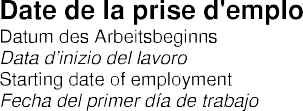 Date de la prise d'emplo
Datum des Arbeitsbeginns
Data d'inizio del lavoro
Starting date of employment
Fecha del primer día de trabajo